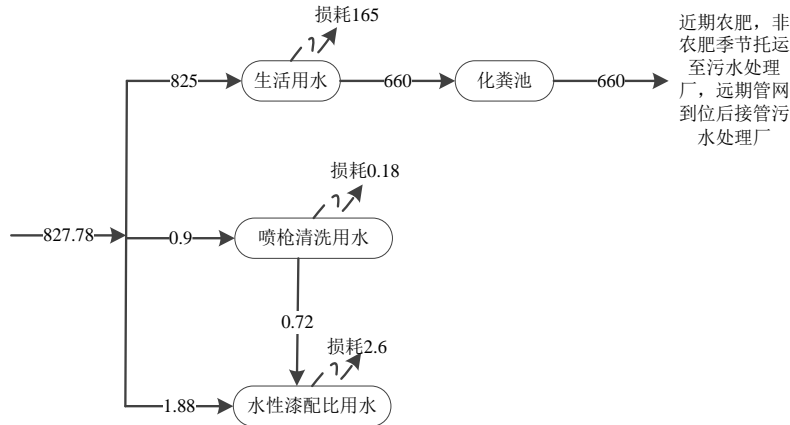 损耗165
825
生活用水
660
化粪池
660
近期农肥，非
农肥季节托运
至污水处理
厂，远期管网
到位后接管污
水处理厂
损耗0.18
827.78
0.9
喷枪清洗用水
0.72
损耗2.6
1.88
水性漆配比用水